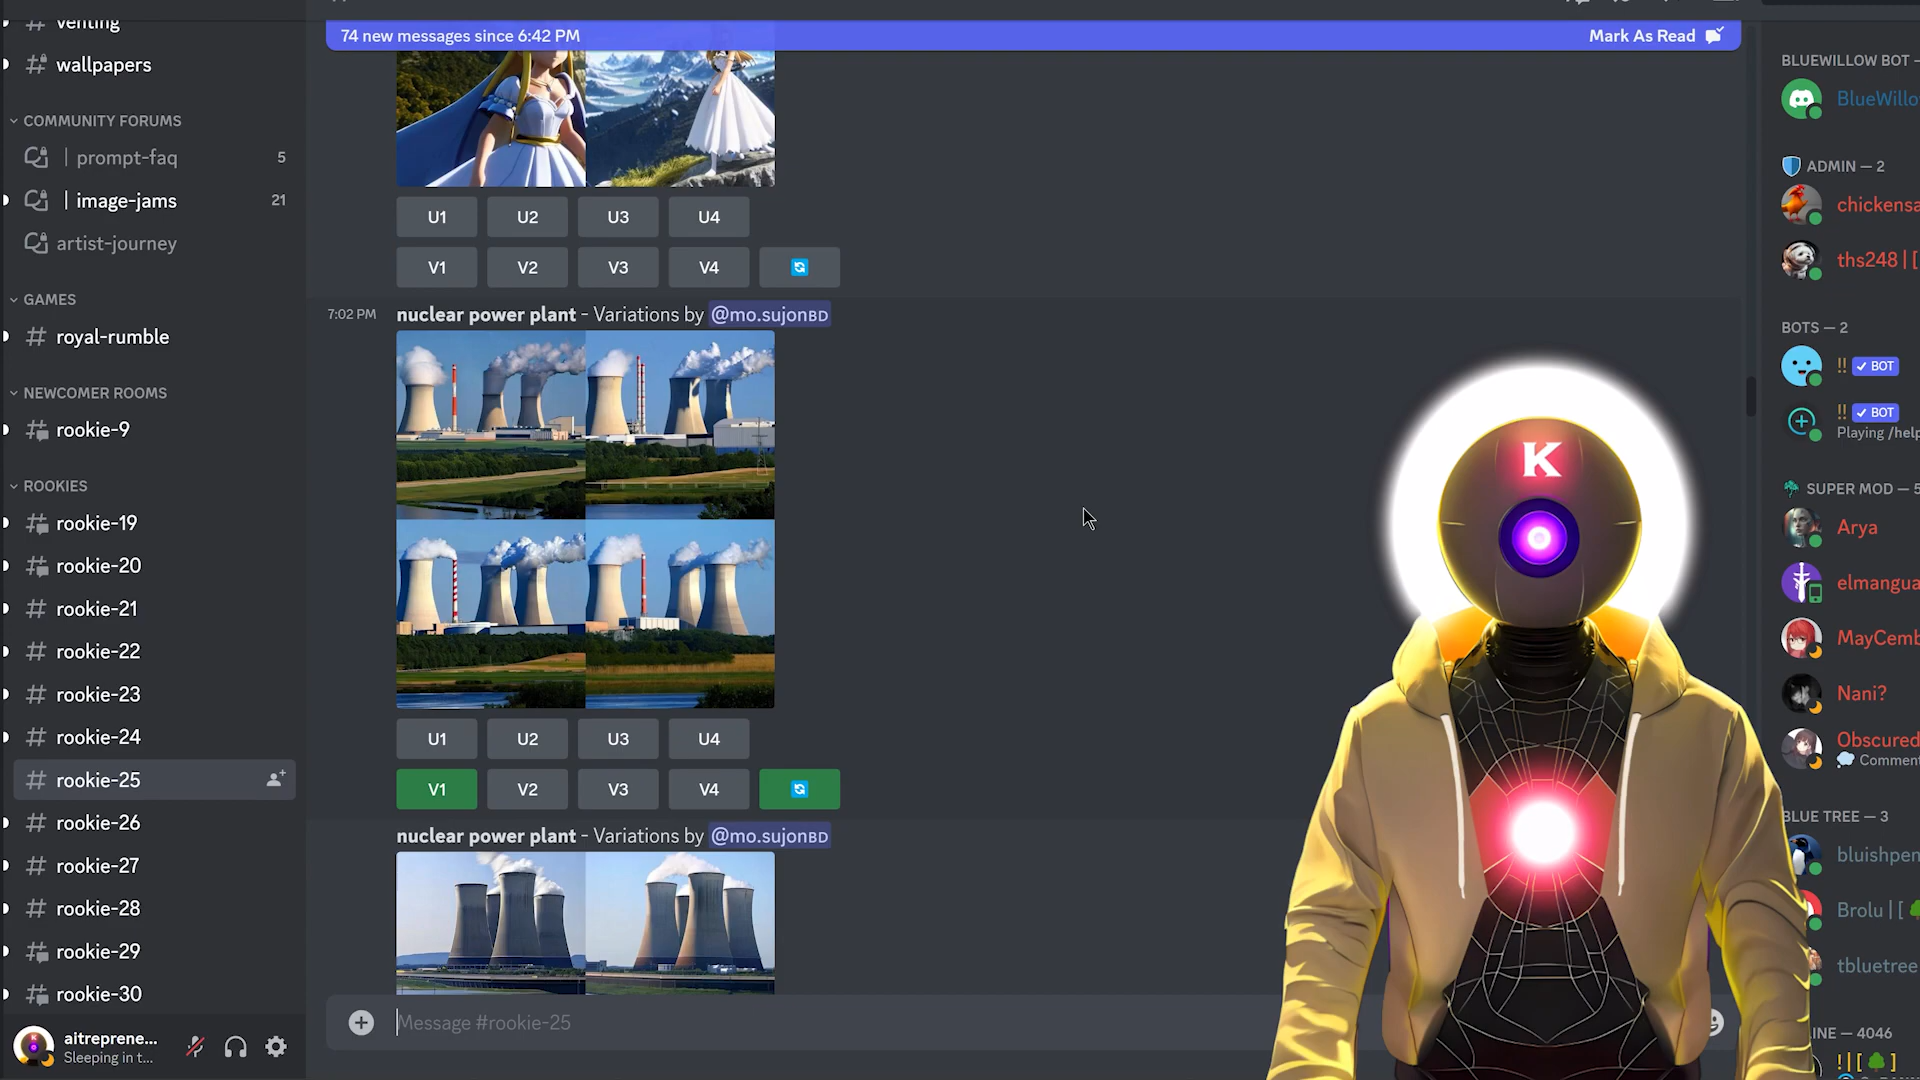 venting
wallpapers
COMMUNITY FORUMS
prompt-faq 5
image-jams 21
artist-journey
GAMES
royal-rumble
NEWCOMER ROOMS
rookie-9
ROOKIES
rookie-19
rookie-20
rookie-21
rookie-22
rookie-23
rookie-24
rookie-25
rookie-26
rookie-27
rookie-28
rookie-29
rookie-30
aitreprene...
Sleeping in t...
74 new messages since 6:42 PM
Mark As Read
U1 U2 U3 U4
V1 V2 V3 V4
7:02 PM nuclear power plant - Variations by @mo.sujonBD
U1 U2 U3 U4
V1 V2 V3 V4
nuclear power plant - Variations by @mo.sujonBD
Message #rookie-25
K
BLUEWILLOW BOT —
BlueWillo
ADMIN — 2
chickensa
ths248 | [
BOTS — 2
!! BOT
!! BOT
Playing /help
SUPER MOD — 5
Arya
elmangua
MayCemb
Nani?
Obscured
Comment
BLUE TREE — 3
bluishpen
Brolu | [
tbluetree
INE — 4046
! | [ ]